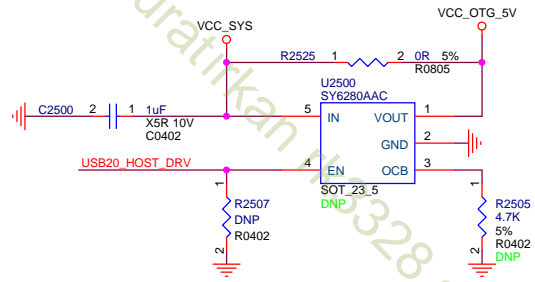 VCC_SYS
VCC_OTG_5V
R2525 1 2 0R 5%
R0805
U2500
SY6280AAC
C2500 2 1 1uF
X5R 10V
C0402
5 IN VOUT 1
GND 2
USB20_HOST_DRV 4 EN OCB 3
SOT_23_5
DNP
1
R2507
DNP
R0402
2
1
R2505
4.7K
5%
R0402
DNP
2
rk3328